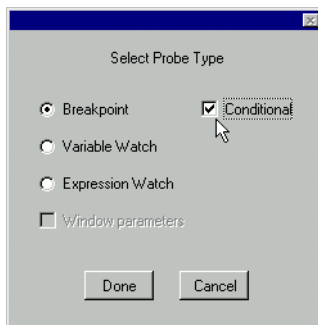 Select Probe Type
Breakpoint Conditional
Variable Watch
Expression Watch
Window parameters
Done Cancel